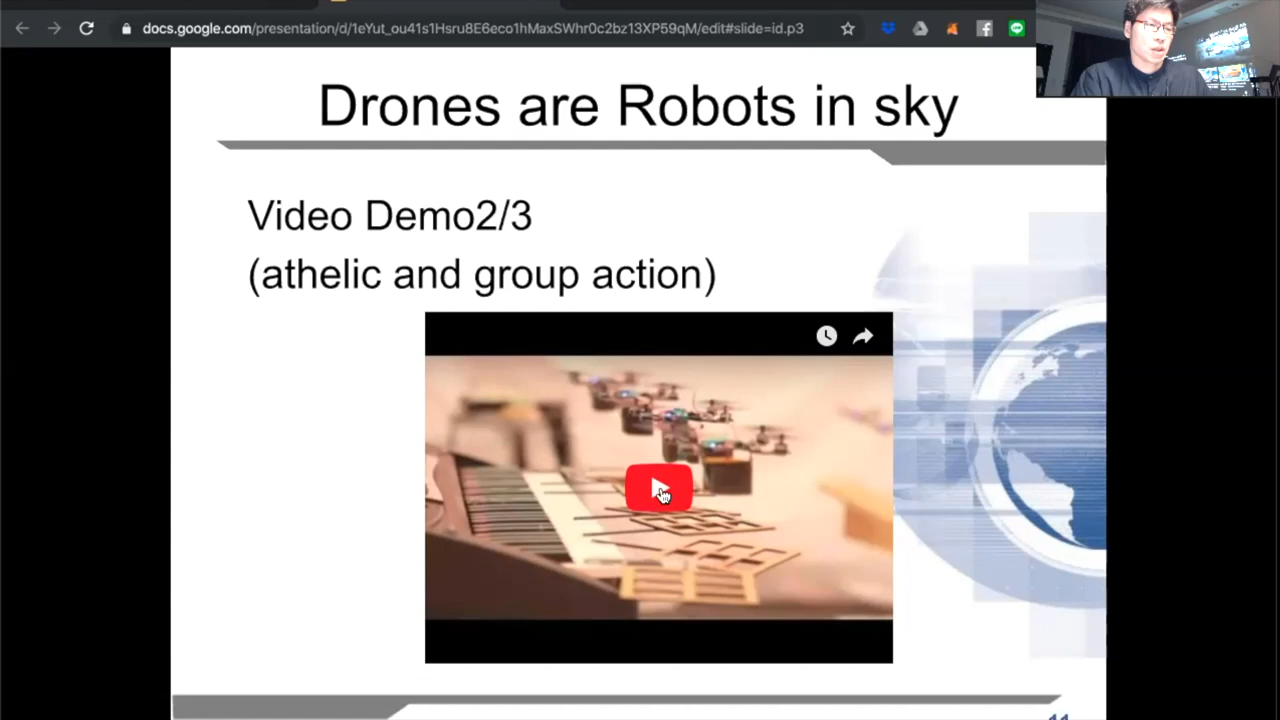 docs.google.com/presentation/d/1eYut_ou41s1Hsru8E6eco1hMaxSWhr0c2bz13XP59qM/edit#slide=id.p3
Drones are Robots in sky
Video Demo2/3
(athelic and group action)
11